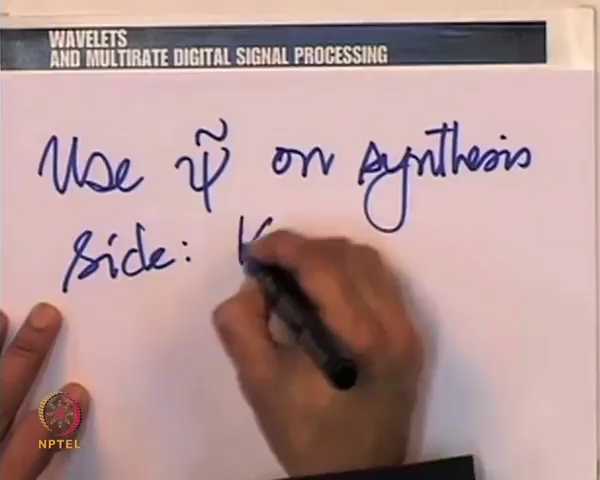 WAVELETS
AND MULTIRATE DIGITAL SIGNAL PROCESSING
Use ψ̃ on synthesis
side:
NPTEL